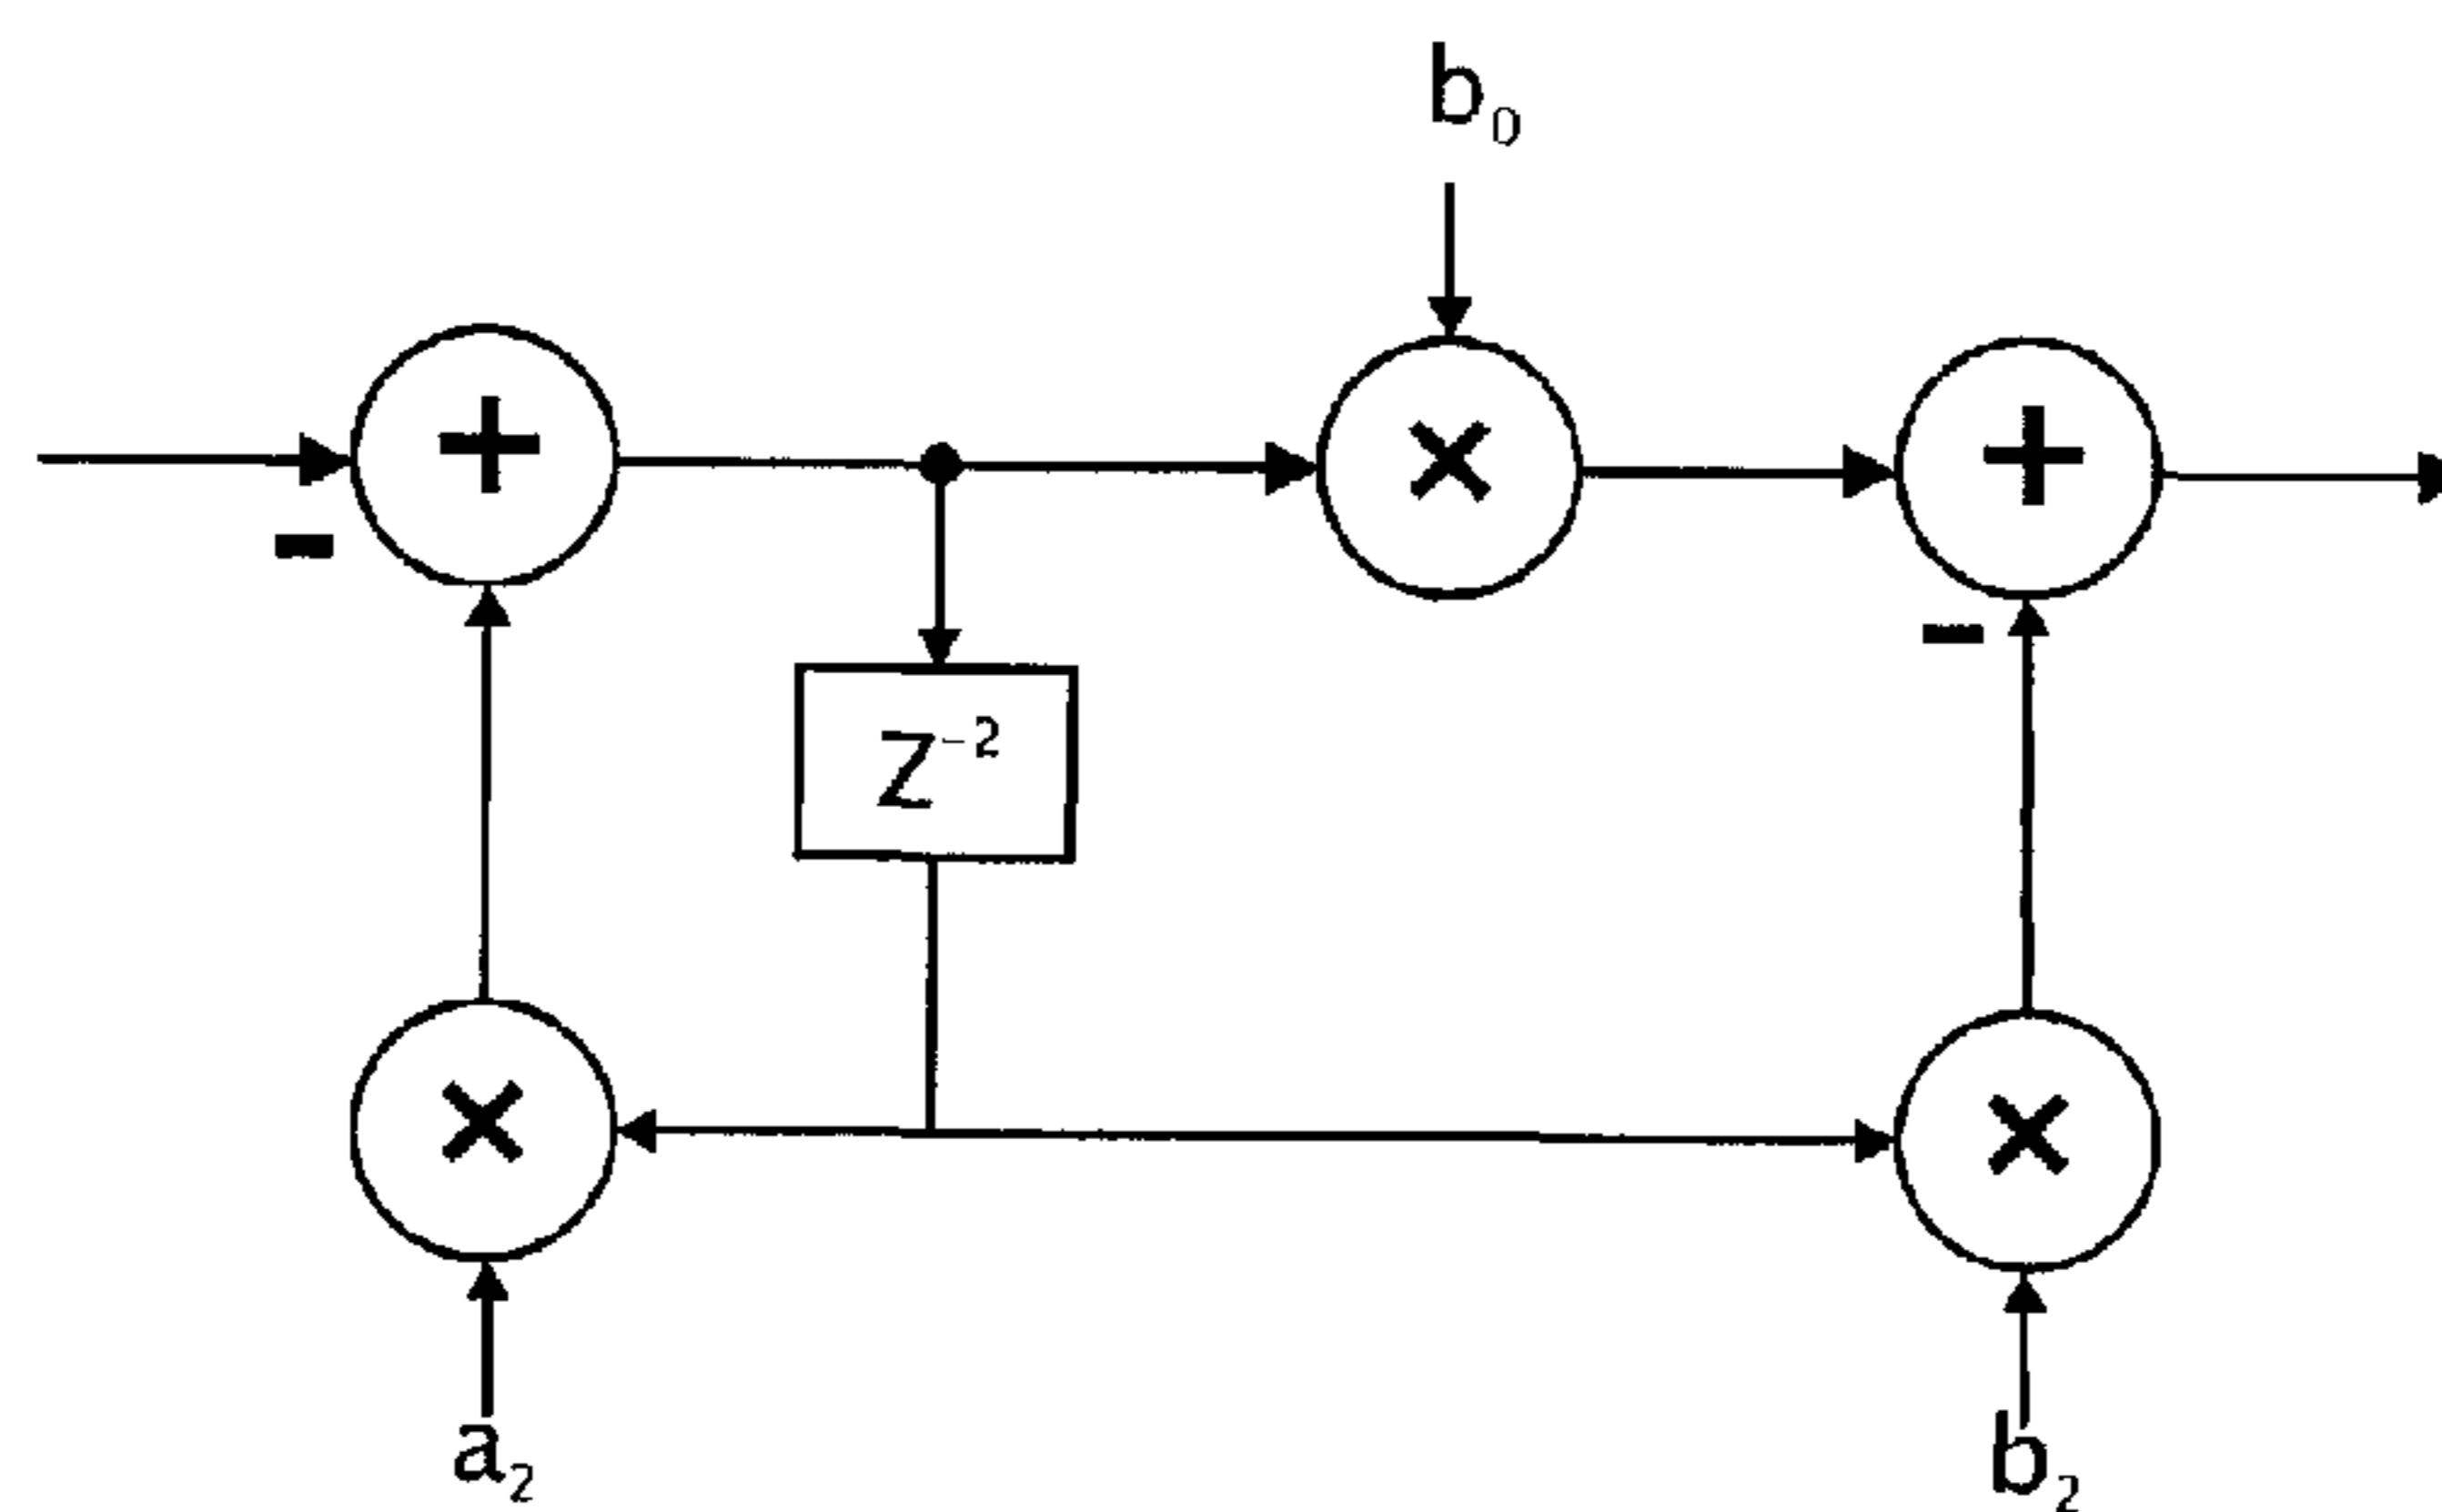 b₀
+
×
+
-
-
Z⁻²
×
×
a₂
b₂